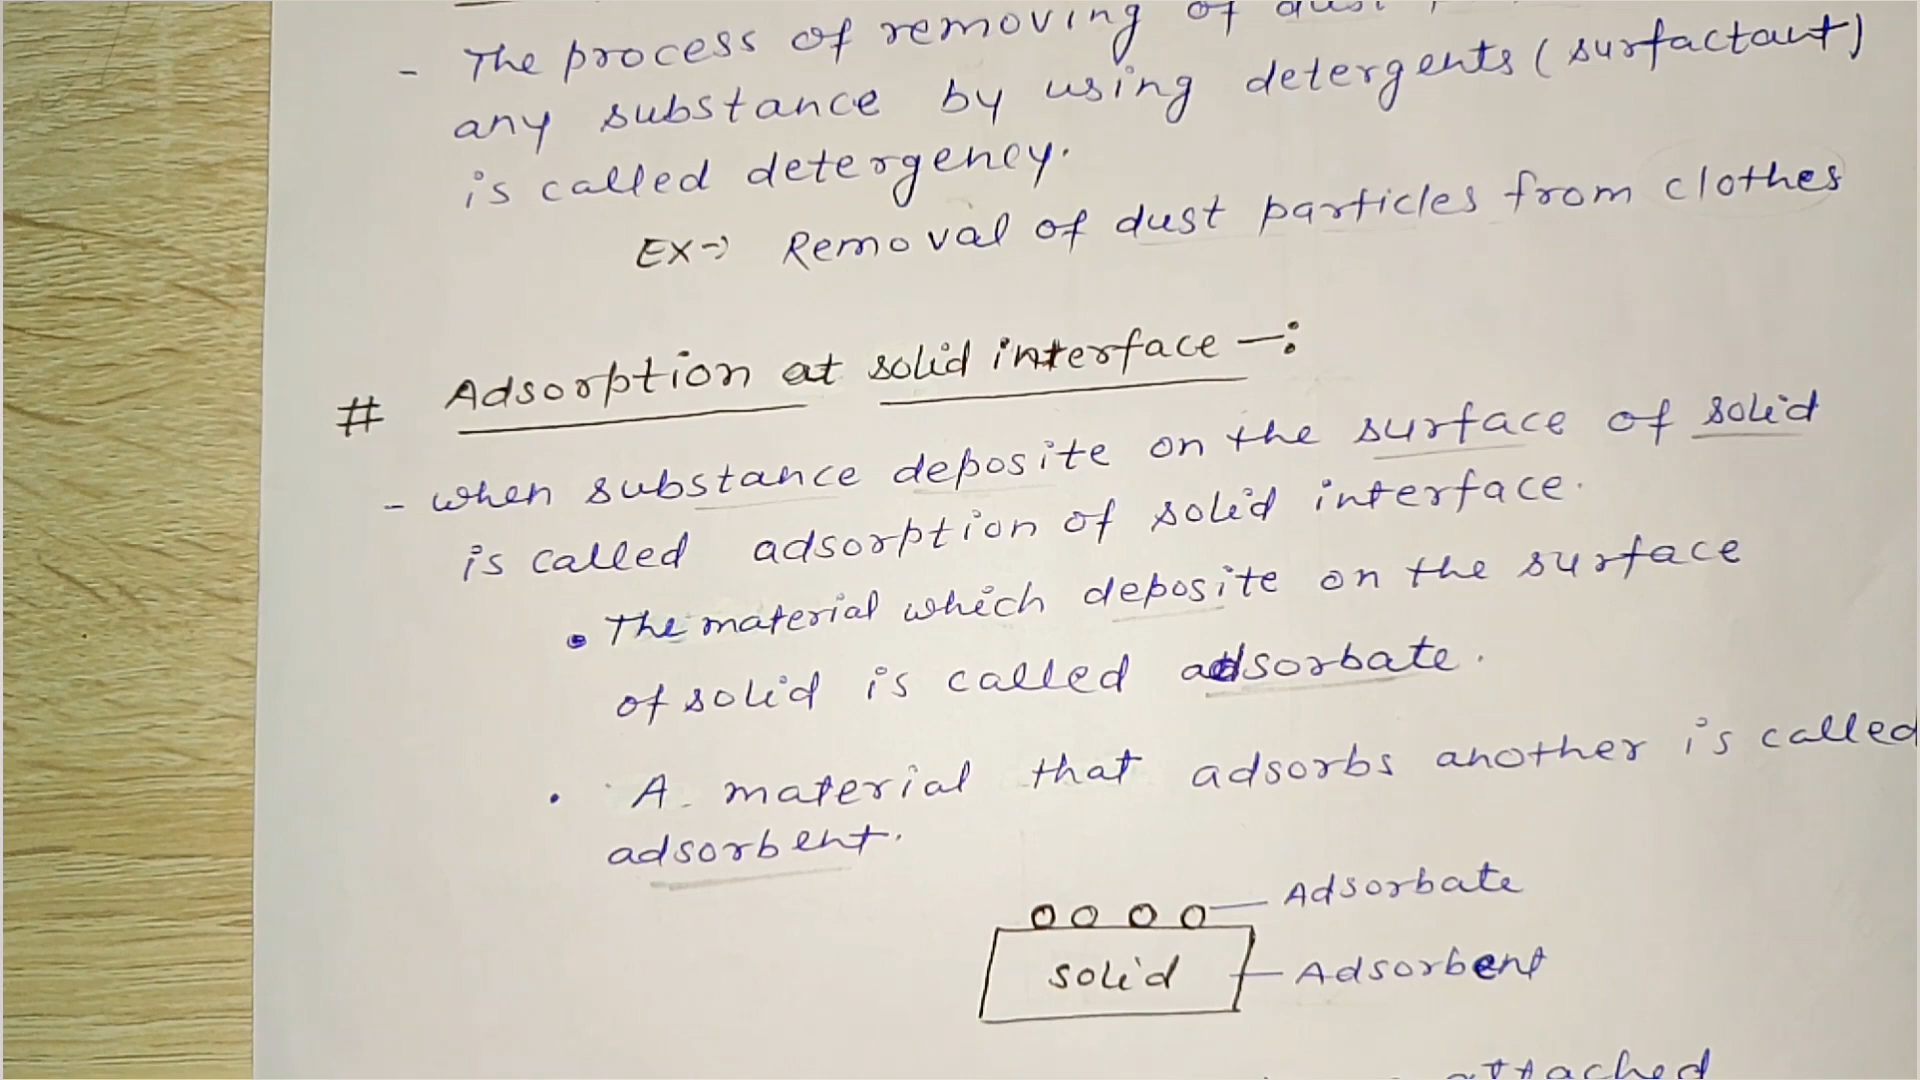 - The process of removing of dust
any substance by using detergents (surfactant)
is called detergency.
EX→ Removal of dust particles from clothes
# Adsorption at solid interface -:
- when substance deposite on the surface of solid
is called adsorption of solid interface.
• The material which deposite on the surface
of solid is called adsorbate.
• A material that adsorbs another is called
adsorbent.
Adsorbate
solid
Adsorbent
attached